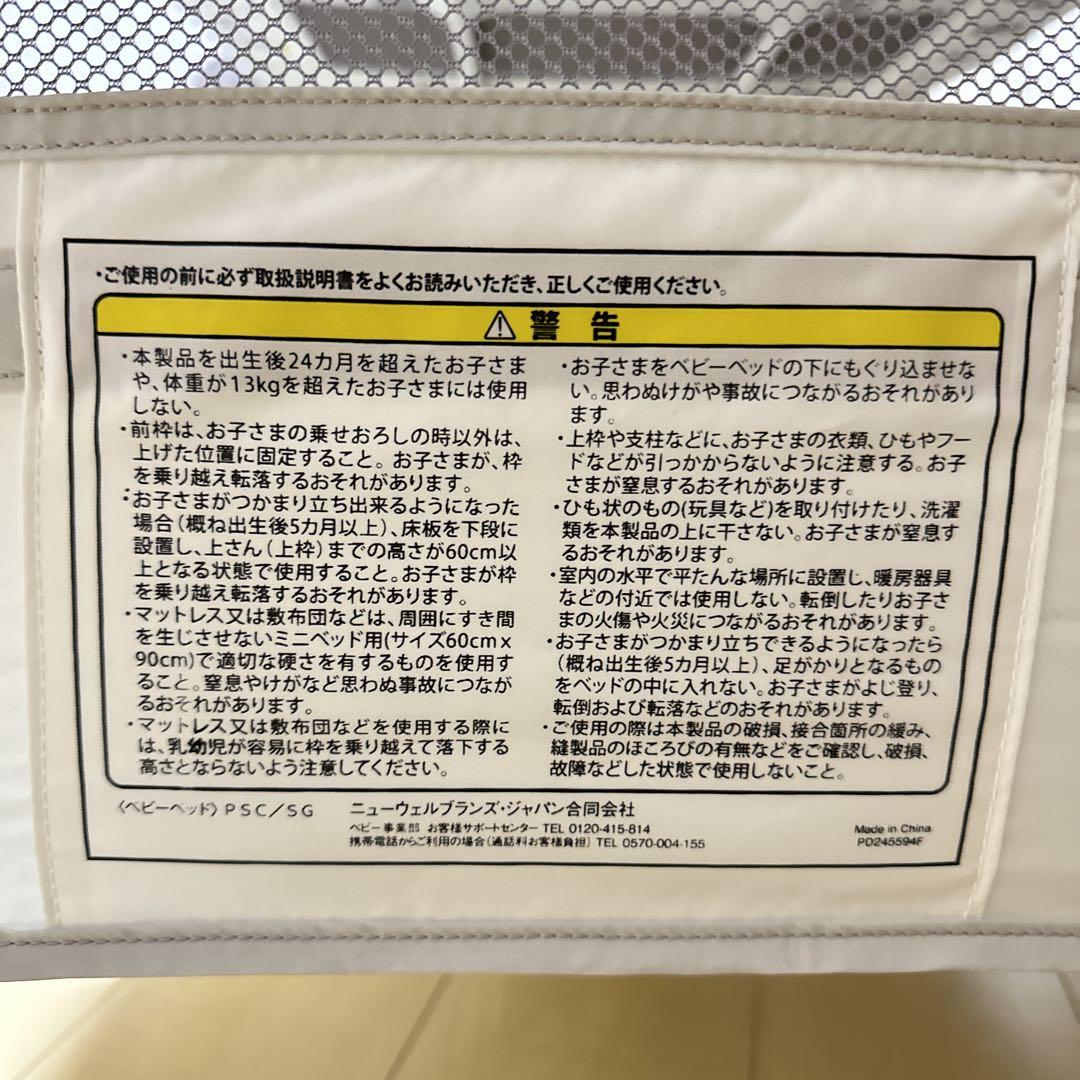 ・ご使用の前に必ず取扱説明書をよくお読みいただき、正しくご使用ください。
⚠警告
・本製品を出生後24カ月を超えたお子さま
や、体重が13kgを超えたお子さまには使用
しない。
・前枠は、お子さまの乗せおろしの時以外は、
上げた位置に固定すること。お子さまが、枠
を乗り越え転落するおそれがあります。
・お子さまがつかまり立ち出来るようになった
場合(概ね出生後5カ月以上)、床板を下段に
設置し、上さん(上枠)までの高さが60cm以
上となる状態で使用すること。お子さまが枠
を乗り越え転落するおそれがあります。
・マットレス又は敷布団などは、周囲にすき間
を生じさせないミニベッド用(サイズ60cmx
90cm)で適切な硬さを有するものを使用す
ること。窒息やけがなど思わぬ事故につなが
るおそれがあります。
・マットレス又は敷布団などを使用する際に
は、乳幼児が容易に枠を乗り越えて落下する
高さとならないよう注意してください。
・お子さまをベビーベッドの下にもぐり込ませな
い。思わぬけがや事故につながるおそれがあり
ます。
・上枠や支柱などに、お子さまの衣類、ひもやフー
ドなどが引っかからないように注意する。お子
さまが窒息するおそれがあります。
・ひも状のもの(玩具など)を取り付けたり、洗濯
類を本製品の上に干さない。お子さまが窒息す
るおそれがあります。
・室内の水平で平たんな場所に設置し、暖房器具
などの付近では使用しない。転倒したりお子さ
まの火傷や火災につながるおそれがあります。
・お子さまがつかまり立ちできるようになったら
(概ね出生後5カ月以上)、足がかりとなるもの
をベッドの中に入れない。お子さまがよじ登り、
転倒および転落などのおそれがあります。
・ご使用の際は本製品の破損、接合箇所の緩み、
縫製品のほころびの有無などをご確認し、破損、
故障などした状態で使用しないこと。
〈ベビーベッド〉PSC/SG ニューウェルブランズ・ジャパン合同会社
ベビー事業部 お客様サポートセンター TEL 0120-415-814
携帯電話からご利用の場合(通話料お客様負担) TEL 0570-004-155
Made in China
PD245594F